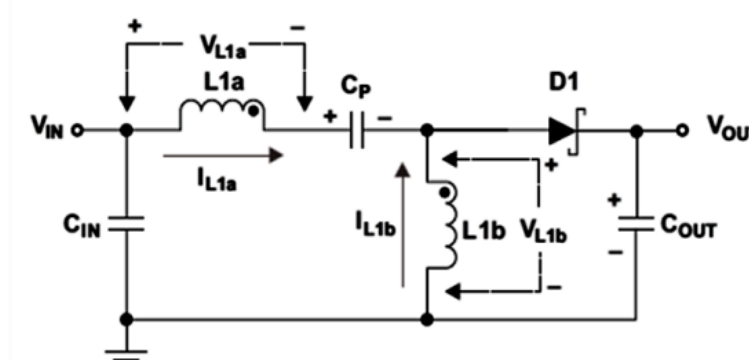 + VL1a −
L1a
CP
D1
VIN
+ −
VOU
IL1a
CIN
IL1b
L1b
+
VL1b
−
+
COUT
−